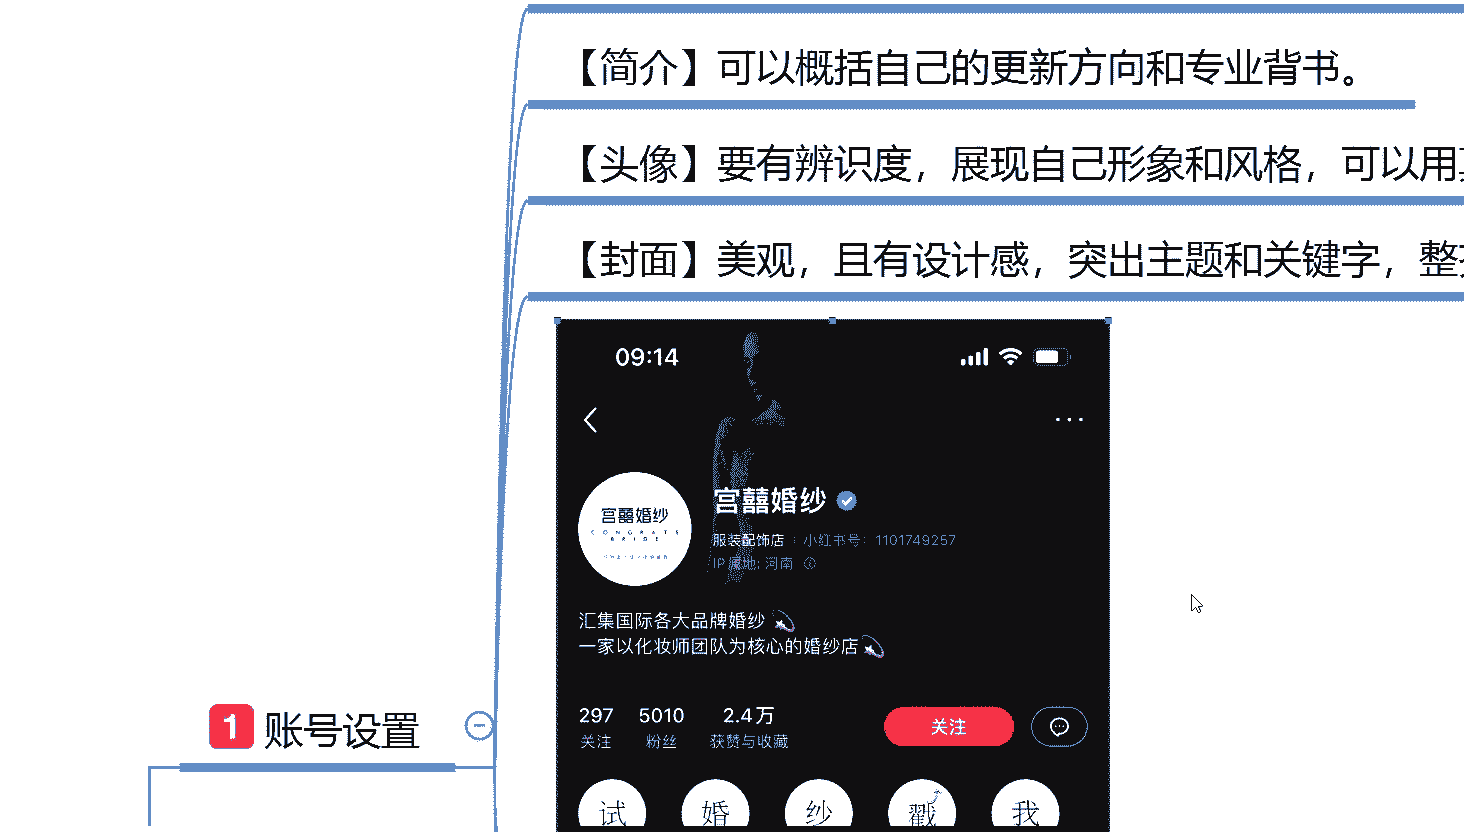 【简介】可以概括自己的更新方向和专业背书。
【头像】要有辨识度，展现自己形象和风格，可以用
【封面】美观，且有设计感，突出主题和关键字，整
09:14
宫囍婚纱
CONGRATS
BRIDE
宫囍婚纱
服装配饰店 小红书号：1101749257
IP属地：河南
汇集国际各大品牌婚纱
一家以化妆师团队为核心的婚纱店
297 5010 2.4万
关注 粉丝 获赞与收藏
关注
1 账号设置
试 婚 纱 戳 我